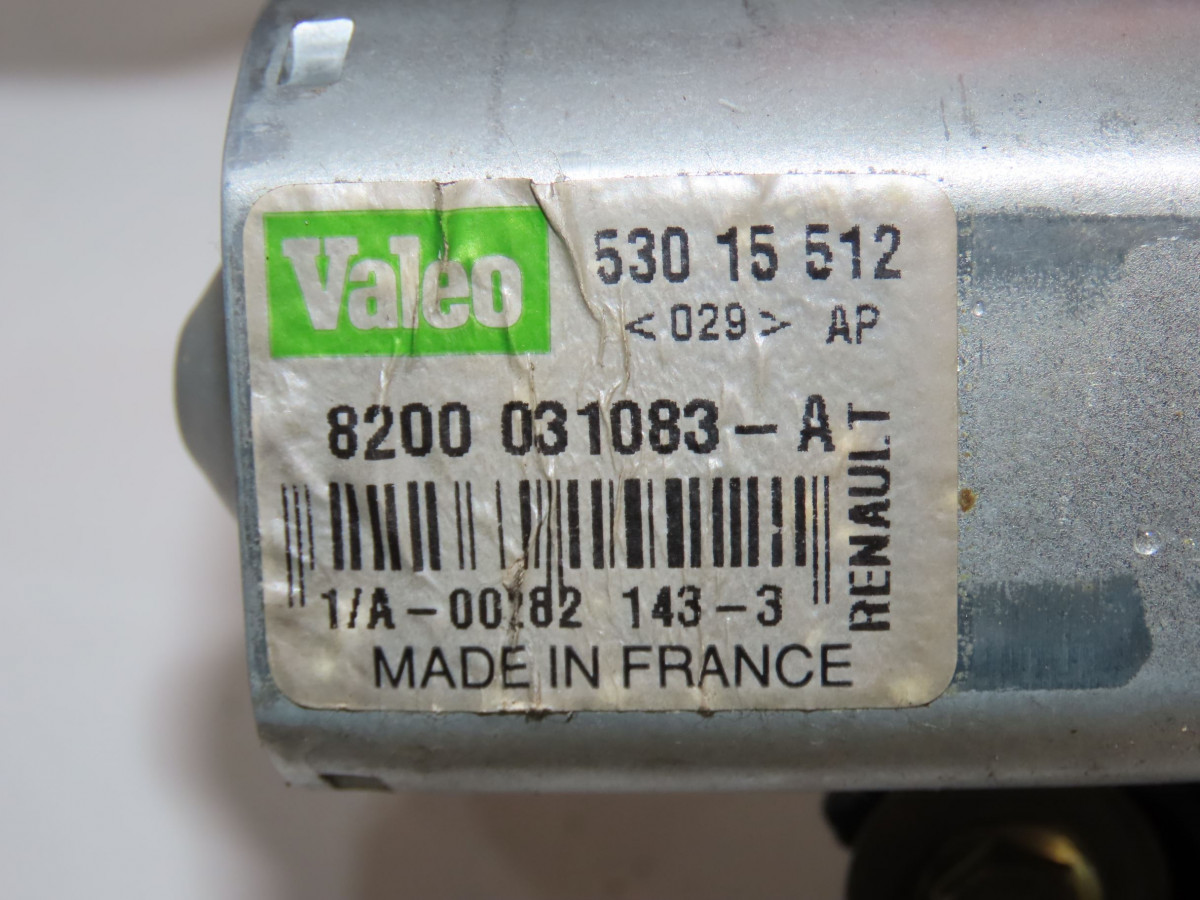 Valeo
530 15 512
<029> AP
8200 031083-A
RENAULT
1/A-00282 143-3
MADE IN FRANCE